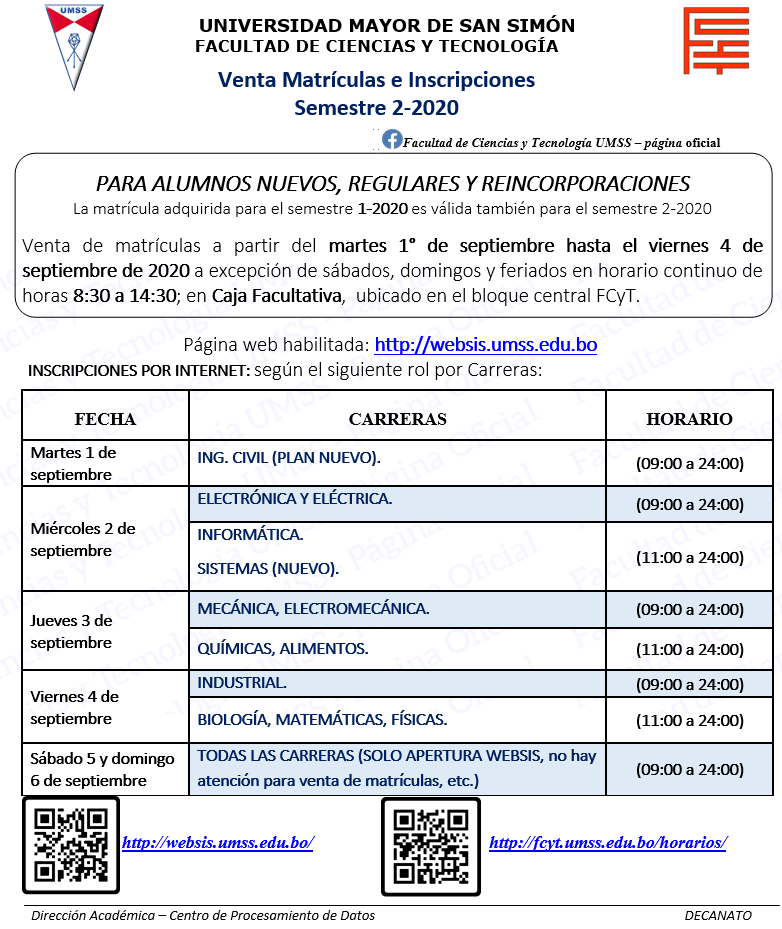 UMSS
UNIVERSIDAD MAYOR DE SAN SIMÓN
FACULTAD DE CIENCIAS Y TECNOLOGÍA
Venta Matrículas e Inscripciones
Semestre 2-2020
Facultad de Ciencias y Tecnología UMSS – página oficial
PARA ALUMNOS NUEVOS, REGULARES Y REINCORPORACIONES
La matrícula adquirida para el semestre 1-2020 es válida también para el semestre 2-2020
Venta de matrículas a partir del martes 1° de septiembre hasta el viernes 4 de
septiembre de 2020 a excepción de sábados, domingos y feriados en horario continuo de
horas 8:30 a 14:30; en Caja Facultativa, ubicado en el bloque central FCyT.
Página web habilitada: http://websis.umss.edu.bo
INSCRIPCIONES POR INTERNET: según el siguiente rol por Carreras:
FECHA CARRERAS HORARIO
Martes 1 de
septiembre
ING. CIVIL (PLAN NUEVO).
(09:00 a 24:00)
Miércoles 2 de
septiembre
ELECTRÓNICA Y ELÉCTRICA.
(09:00 a 24:00)
INFORMÁTICA.
SISTEMAS (NUEVO).
(11:00 a 24:00)
Jueves 3 de
septiembre
MECÁNICA, ELECTROMECÁNICA.
(09:00 a 24:00)
QUÍMICAS, ALIMENTOS.
(11:00 a 24:00)
Viernes 4 de
septiembre
INDUSTRIAL.
(09:00 a 24:00)
BIOLOGÍA, MATEMÁTICAS, FÍSICAS.
(11:00 a 24:00)
Sábado 5 y domingo
6 de septiembre
TODAS LAS CARRERAS (SOLO APERTURA WEBSIS, no hay
atención para venta de matrículas, etc.)
(09:00 a 24:00)
http://websis.umss.edu.bo/
http://fcyt.umss.edu.bo/horarios/
Dirección Académica – Centro de Procesamiento de Datos
DECANATO